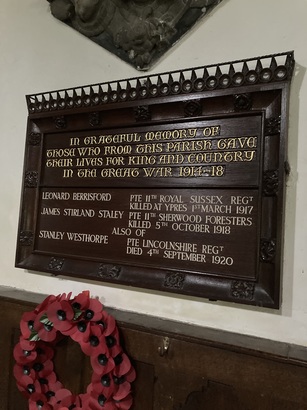 IN GRATEFUL MEMORY OF
THOSE WHO FROM THIS PARISH GAVE
THEIR LIVES FOR KING AND COUNTRY
IN THE GREAT WAR 1914-18
LEONARD BERRISFORD PTE 11TH ROYAL SUSSEX REGT
KILLED AT YPRES 1ST MARCH 1917
JAMES STIRLAND STALEY PTE 11TH SHERWOOD FORESTERS
KILLED 5TH OCTOBER 1918
ALSO OF
STANLEY WESTHORPE PTE LINCOLNSHIRE REGT
DIED 4TH SEPTEMBER 1920